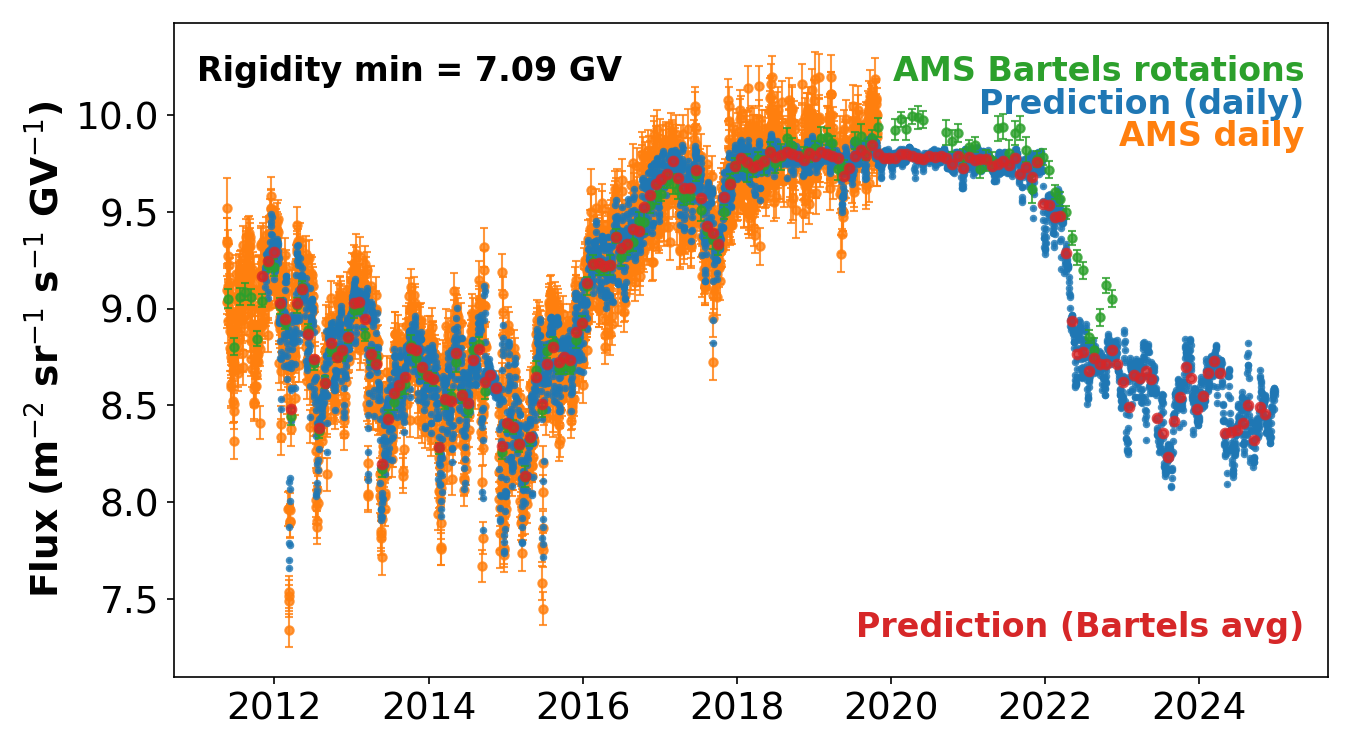 Rigidity min = 7.09 GV
AMS Bartels rotations
Prediction (daily)
AMS daily
Prediction (Bartels avg)
Flux (m⁻² sr⁻¹ s⁻¹ GV⁻¹)
10.0
9.5
9.0
8.5
8.0
7.5
2012 2014 2016 2018 2020 2022 2024